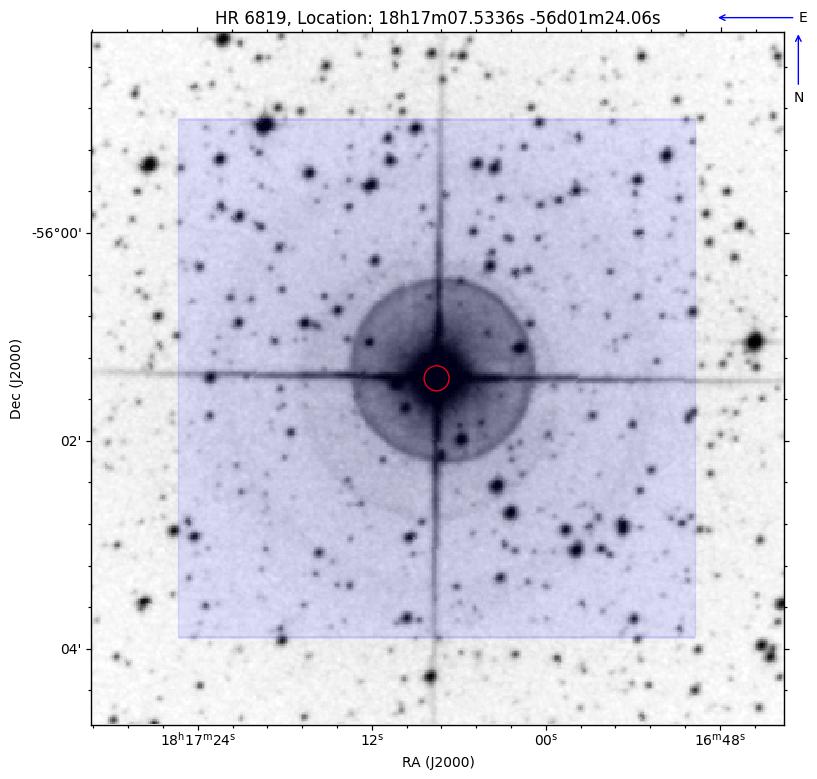 HR 6819, Location: 18h17m07.5336s -56d01m24.06s
E
N
-56°00'
02'
04'
Dec (J2000)
18ʰ17ᵐ24ˢ
12ˢ
00ˢ
16ᵐ48ˢ
RA (J2000)